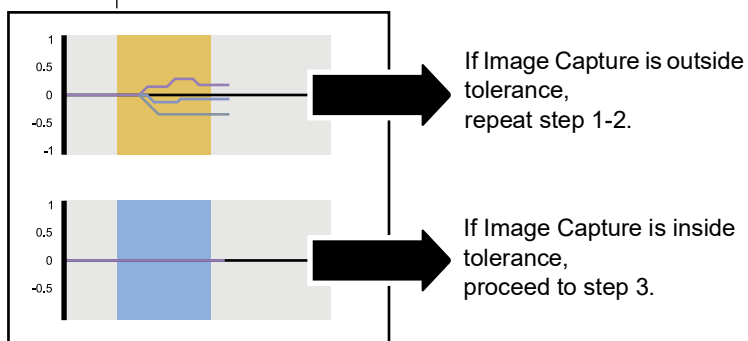 1
0.5
0
-0.5
-1
If Image Capture is outside
tolerance,
repeat step 1-2.
1
0.5
0
-0.5
If Image Capture is inside
tolerance,
proceed to step 3.